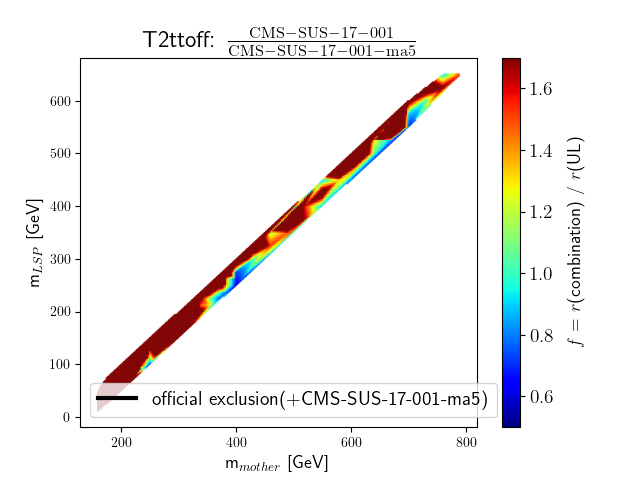 T2ttoff: CMS−SUS−17−001
CMS−SUS−17−001−ma5
600
500
400
300
200
100
0
m_LSP [GeV]
200
400
600
800
m_mother [GeV]
official exclusion(+CMS-SUS-17-001-ma5)
1.6
1.4
1.2
1.0
0.8
0.6
f = r(combination) / r(UL)